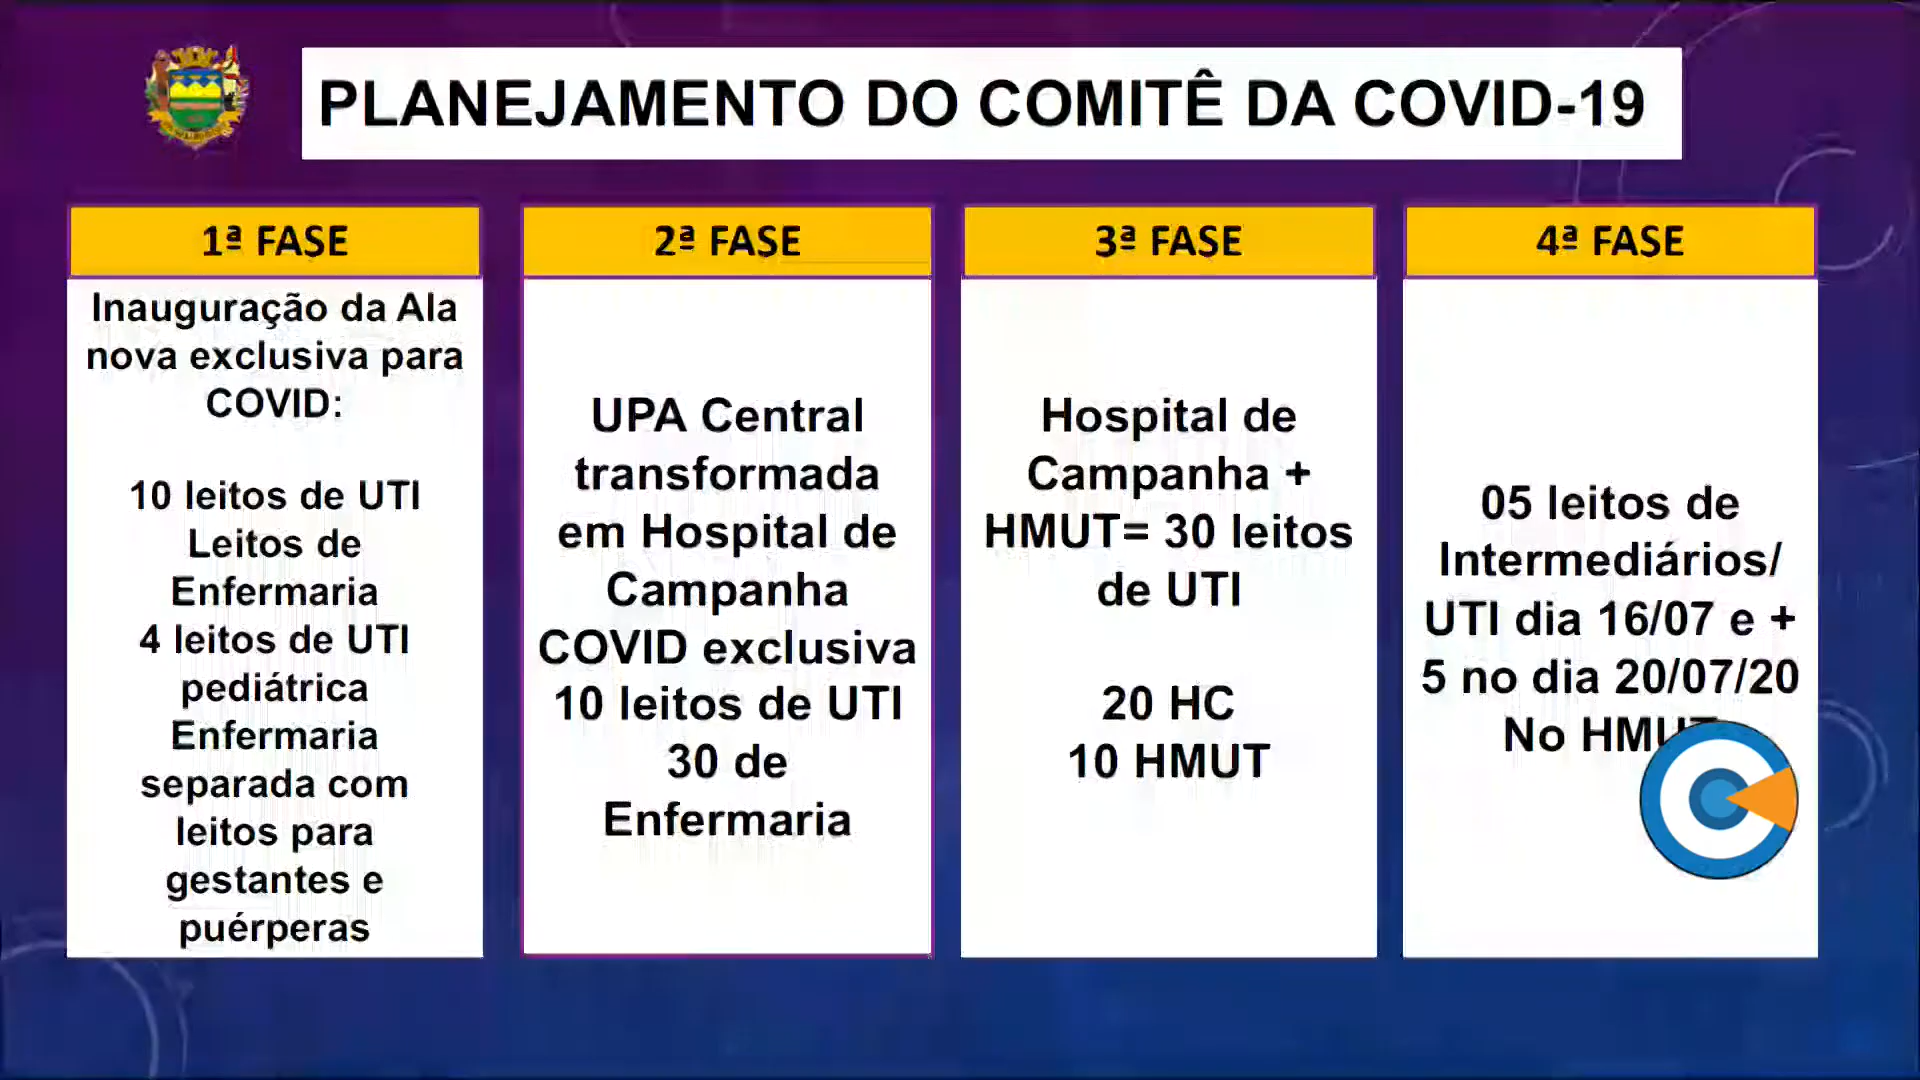 PLANEJAMENTO DO COMITÊ DA COVID-19
1ª FASE
Inauguração da Ala
nova exclusiva para
COVID:
10 leitos de UTI
Leitos de
Enfermaria
4 leitos de UTI
pediátrica
Enfermaria
separada com
leitos para
gestantes e
puérperas
2ª FASE
UPA Central
transformada
em Hospital de
Campanha
COVID exclusiva
10 leitos de UTI
30 de
Enfermaria
3ª FASE
Hospital de
Campanha +
HMUT= 30 leitos
de UTI
20 HC
10 HMUT
4ª FASE
05 leitos de
Intermediários/
UTI dia 16/07 e +
5 no dia 20/07/20
No HMUT